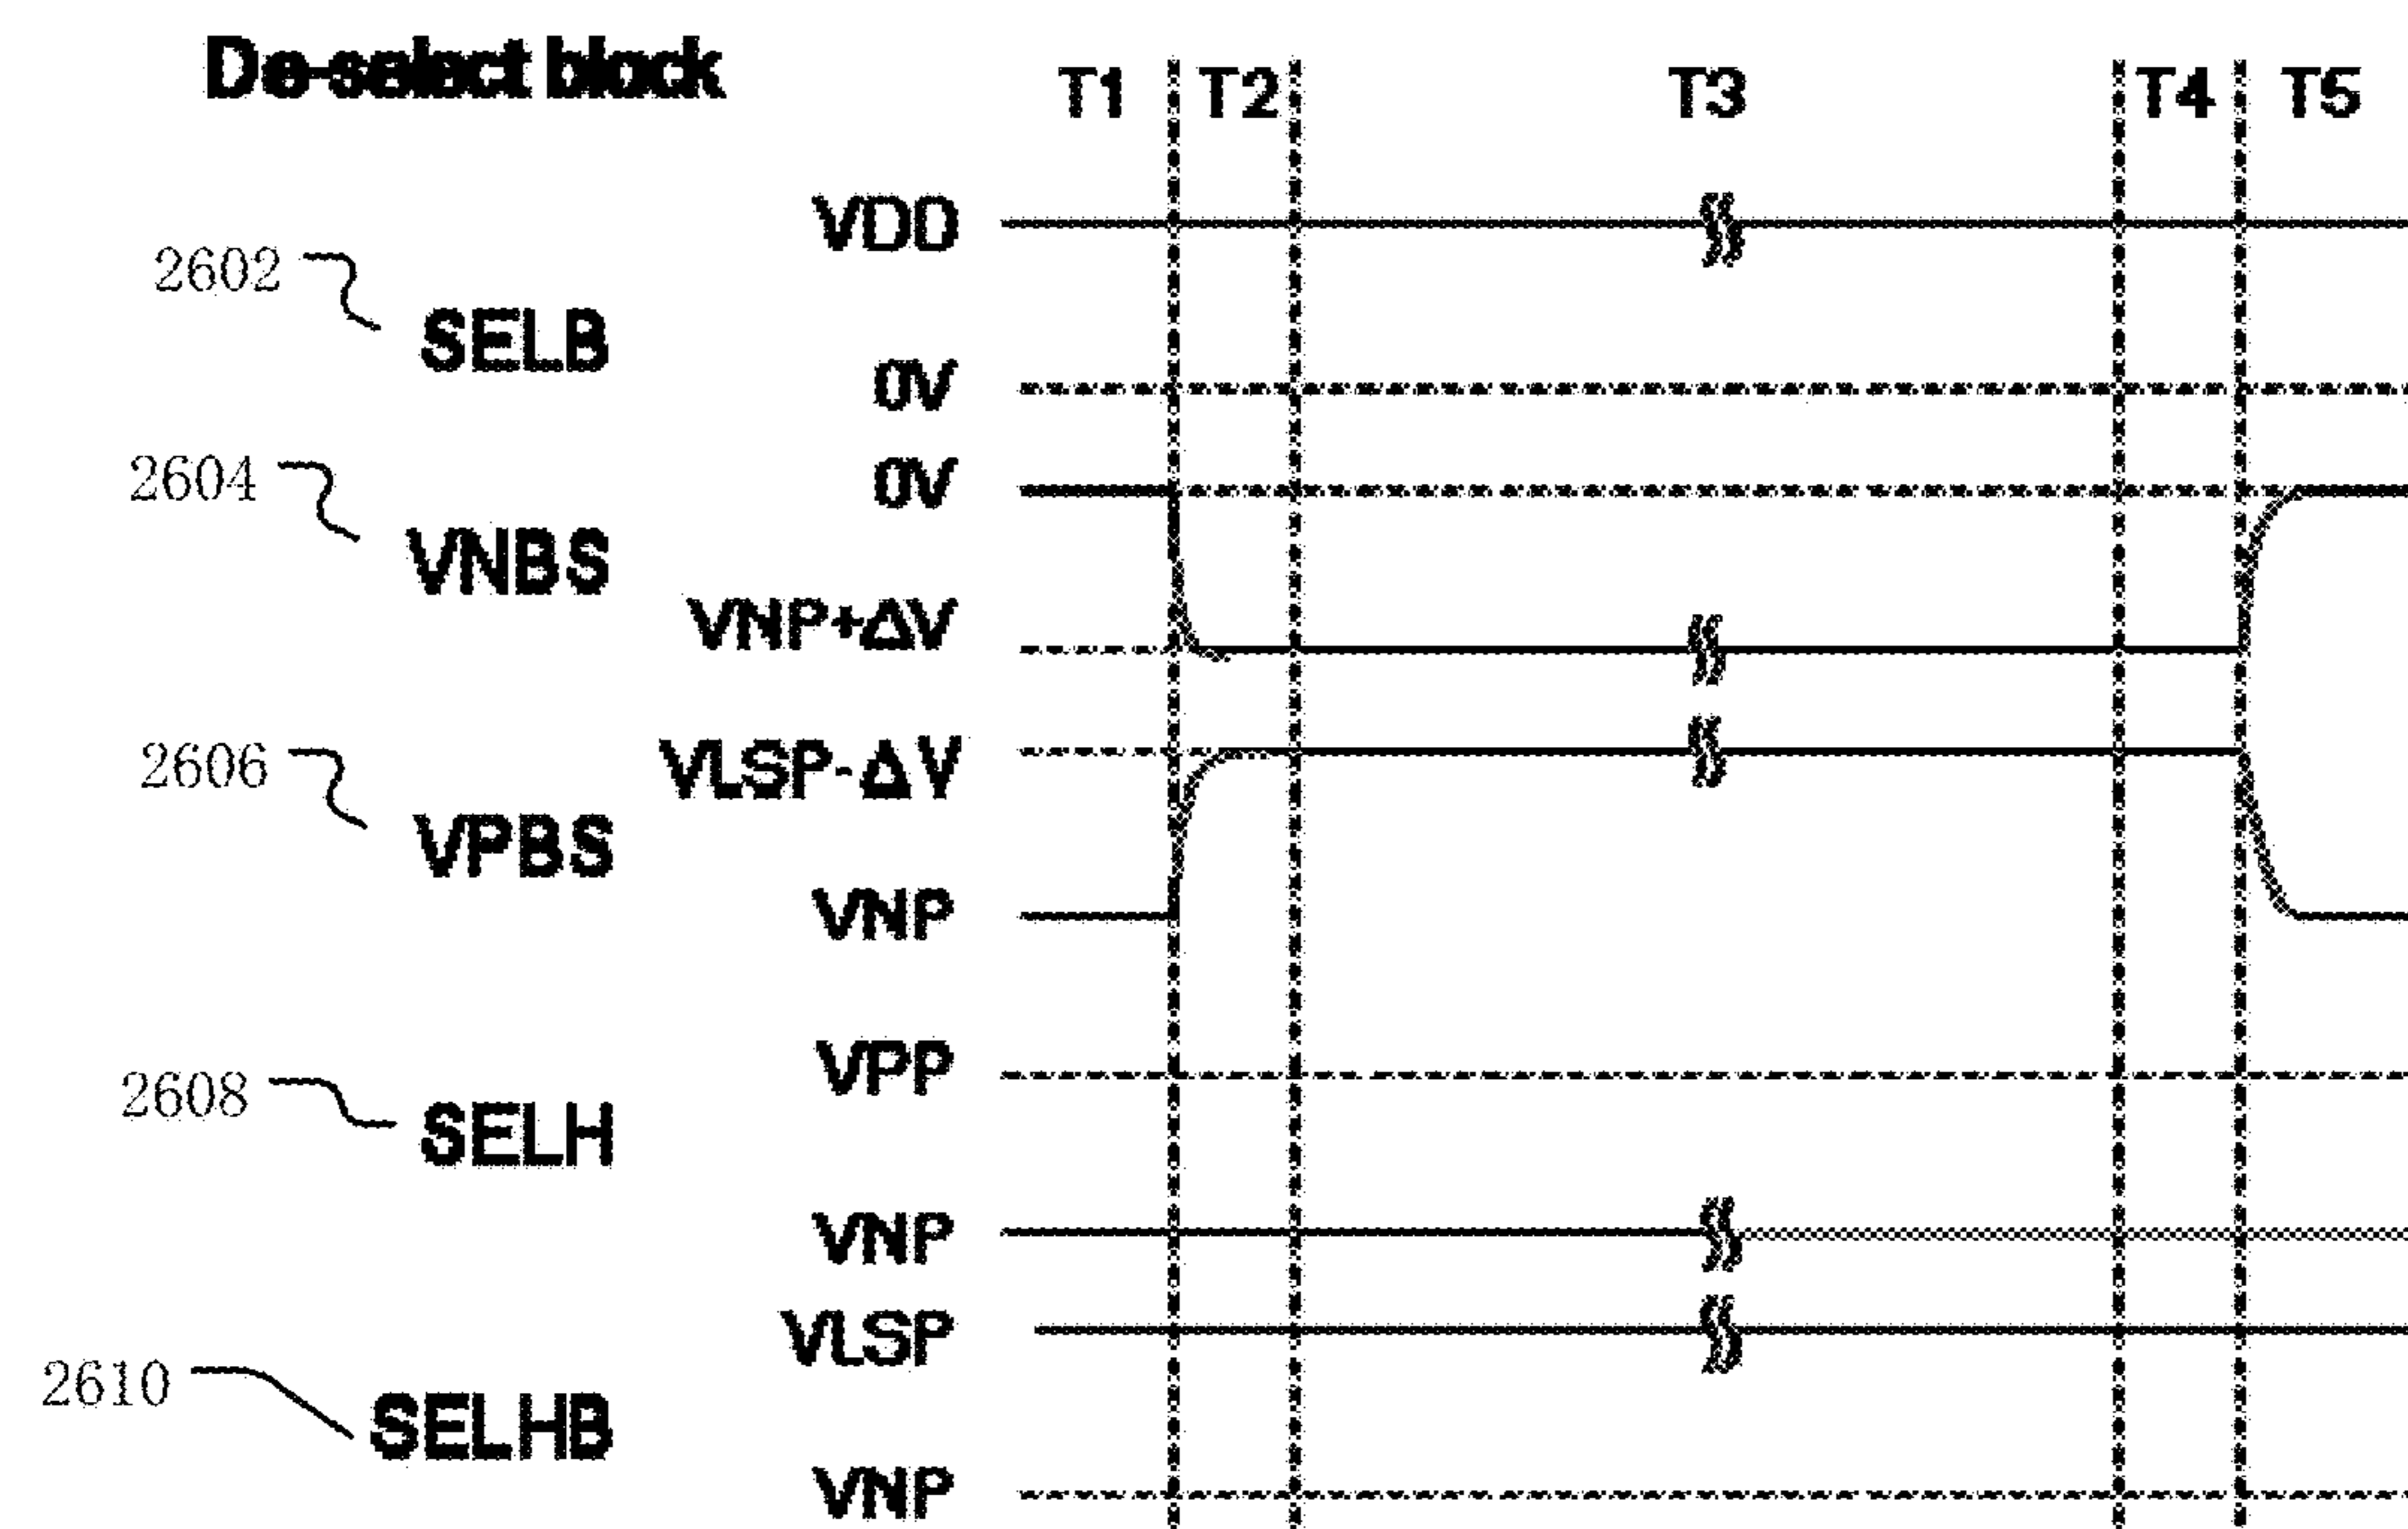 De-select block
T1 T2 T3 T4 T5
VDD
2602
SELB
0V
0V
2604
VNBS
VNP+ΔV
VLSP-ΔV
2606
VPBS
VNP
VPP
2608
SELH
VNP
VLSP
2610
SELHB
VNP